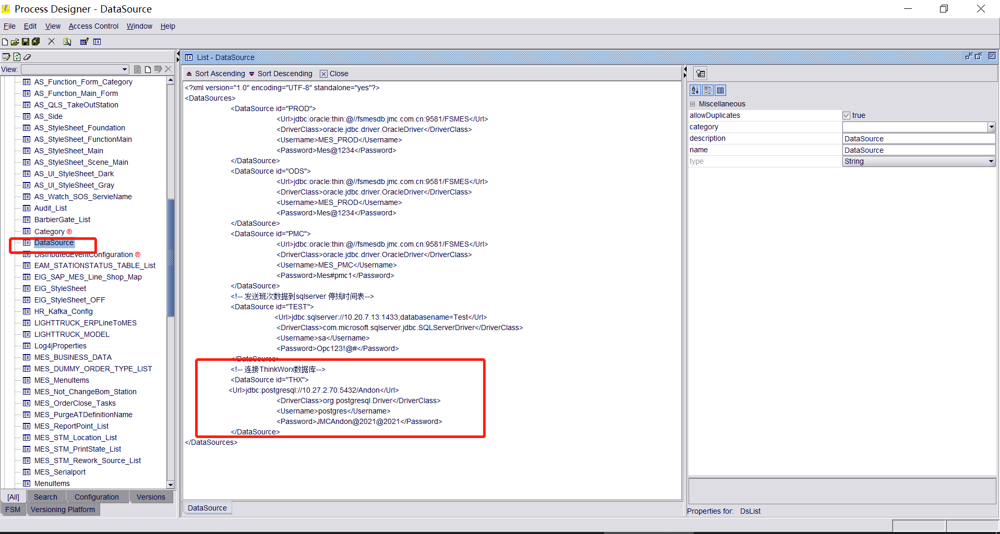 Process Designer - DataSource
File Edit View Access Control Window Help
View:
AS_Function_Form_Category
AS_Function_Main_Form
AS_QLS_TakeOutStation
AS_Side
AS_StyleSheet_Foundation
AS_StyleSheet_FunctionMain
AS_StyleSheet_Main
AS_StyleSheet_Scene_Main
AS_UI_StyleSheet_Dark
AS_UI_StyleSheet_Gray
AS_Watch_SOS_ServieName
Audit_List
BarbierGate_List
Category ®
DataSource
DistributedEventConfiguration ®
EAM_STATIONSTATUS_TABLE_List
EIG_SAP_MES_Line_Shop_Map
EIG_StyleSheet
EIG_StyleSheet_OFF
HR_Kafka_Config
LIGHTTRUCK_ERPLineToMES
LIGHTTRUCK_MODEL
Log4jProperties
MES_BUSINESS_DATA
MES_DUMMY_ORDER_TYPE_LIST
MES_MenuItems
MES_Not_ChangeBom_Station
MES_OrderClose_Tasks
MES_PurgeATDefinitionName
MES_ReportPoint_List
MES_STM_Location_List
MES_STM_PrintState_List
MES_STM_Rework_Source_List
MES_Serialport
MenuItems
[All] Search Configuration Versions
FSM Versioning Platform
List - DataSource
Sort Ascending Sort Descending Close
<?xml version="1.0" encoding="UTF-8" standalone="yes"?>
<DataSources>
<DataSource id="PROD">
<Url>jdbc:oracle:thin:@//fsmesdb.jmc.com.cn:9581/FSMES</Url>
<DriverClass>oracle.jdbc.driver.OracleDriver</DriverClass>
<Username>MES_PROD</Username>
<Password>Mes@1234</Password>
</DataSource>
<DataSource id="ODS">
<Url>jdbc:oracle:thin:@//fsmesdb.jmc.com.cn:9581/FSMES</Url>
<DriverClass>oracle.jdbc.driver.OracleDriver</DriverClass>
<Username>MES_PROD</Username>
<Password>Mes@1234</Password>
</DataSource>
<DataSource id="PMC">
<Url>jdbc:oracle:thin:@//fsmesdb.jmc.com.cn:9581/FSMES</Url>
<DriverClass>oracle.jdbc.driver.OracleDriver</DriverClass>
<Username>MES_PMC</Username>
<Password>Mes#pmc1</Password>
</DataSource>
<!-- 发送班次数据到sqlserver 停线时间表-->
<DataSource id="TEST">
<Url>jdbc:sqlserver://10.20.7.13:1433;databasename=Test</Url>
<DriverClass>com.microsoft.sqlserver.jdbc.SQLServerDriver</DriverClass>
<Username>sa</Username>
<Password>Opc123!@#</Password>
</DataSource>
<!-- 连接ThinkWorx数据库-->
<DataSource id="THX">
<Url>jdbc:postgresql://10.27.2.70:5432/Andon</Url>
<DriverClass>org.postgresql.Driver</DriverClass>
<Username>postgres</Username>
<Password>JMCAndon@2021@2021</Password>
</DataSource>
</DataSources>
DataSource
Miscellaneous
allowDuplicates true
category
description DataSource
name DataSource
type String
Properties for: DsList